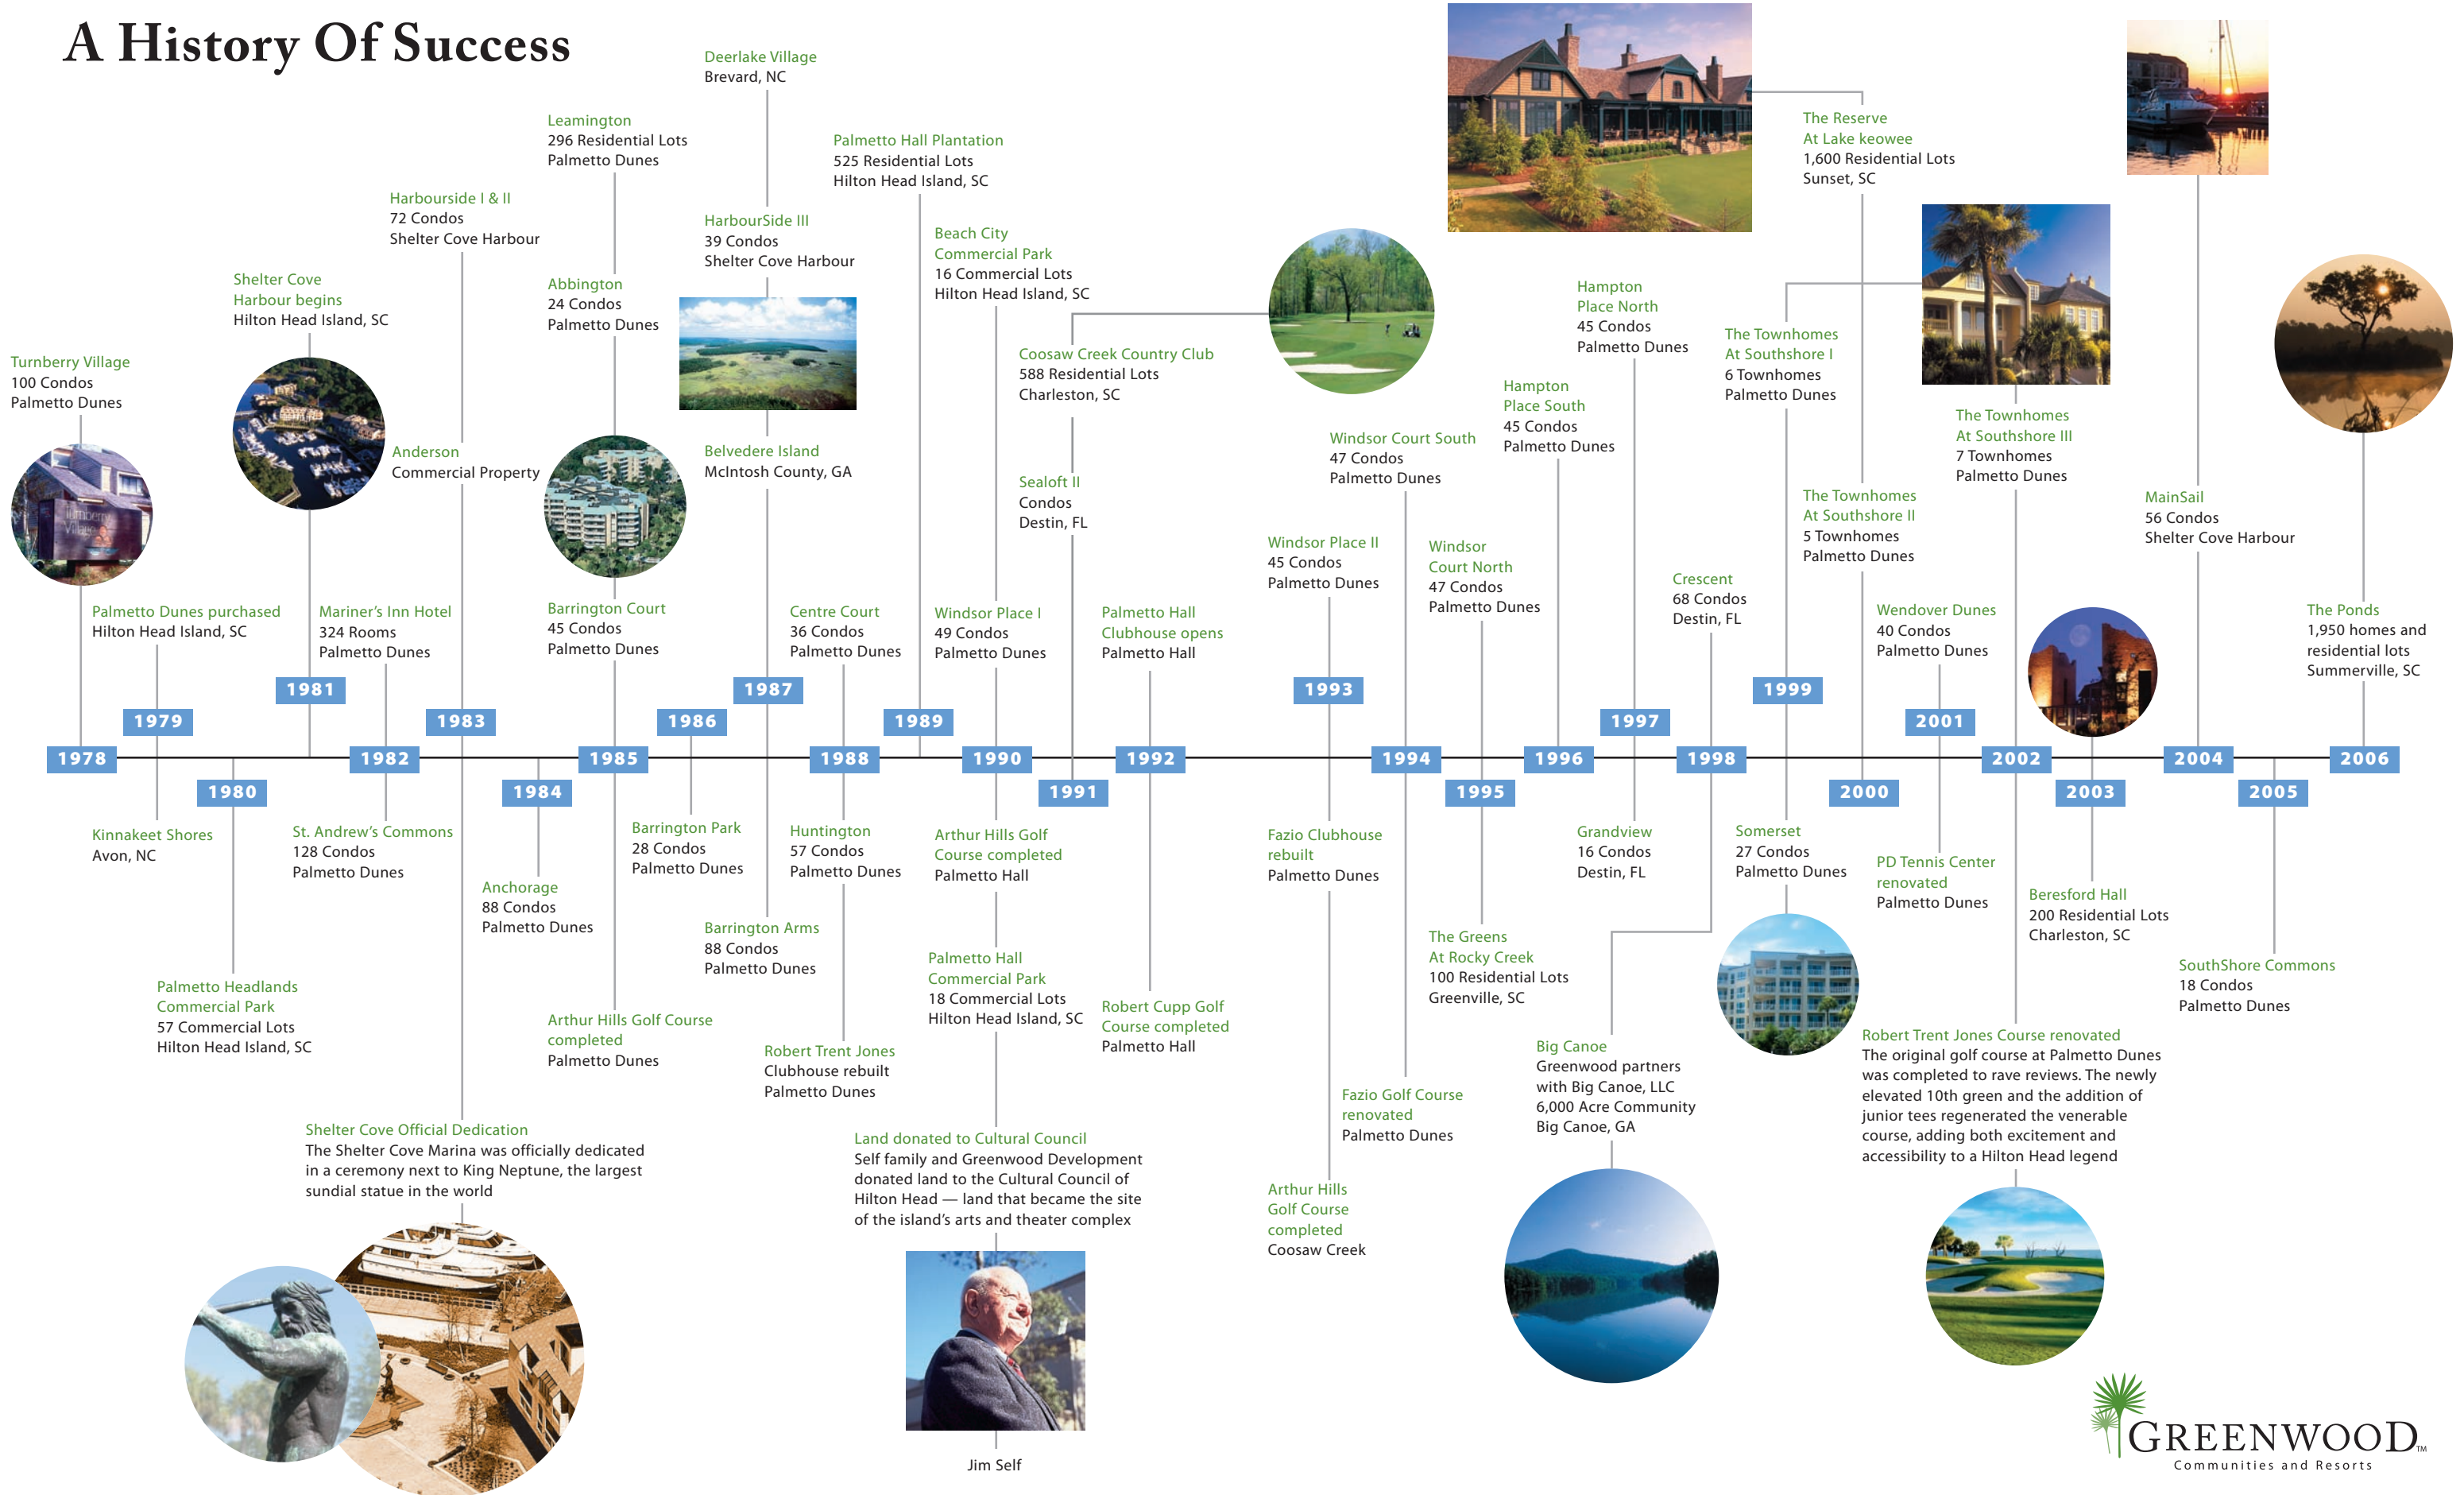 A History Of Success
Deerlake Village
Brevard, NC
Leamington
296 Residential Lots
Palmetto Dunes
Palmetto Hall Plantation
525 Residential Lots
Hilton Head Island, SC
The Reserve
At Lake keowee
1,600 Residential Lots
Sunset, SC
Harbourside I & II
72 Condos
Shelter Cove Harbour
HarbourSide III
39 Condos
Shelter Cove Harbour
Beach City
Commercial Park
16 Commercial Lots
Hilton Head Island, SC
Shelter Cove
Harbour begins
Hilton Head Island, SC
Abbington
24 Condos
Palmetto Dunes
Hampton
Place North
45 Condos
Palmetto Dunes
The Townhomes
At Southshore I
6 Townhomes
Palmetto Dunes
Turnberry Village
100 Condos
Palmetto Dunes
Coosaw Creek Country Club
588 Residential Lots
Charleston, SC
Hampton
Place South
45 Condos
Palmetto Dunes
The Townhomes
At Southshore III
7 Townhomes
Palmetto Dunes
Anderson
Commercial Property
Belvedere Island
McIntosh County, GA
Windsor Court South
47 Condos
Palmetto Dunes
Sealoft II
Condos
Destin, FL
The Townhomes
At Southshore II
5 Townhomes
Palmetto Dunes
MainSail
56 Condos
Shelter Cove Harbour
Turnberry
Village
Windsor Place II
45 Condos
Palmetto Dunes
Windsor
Court North
47 Condos
Palmetto Dunes
Crescent
68 Condos
Destin, FL
Palmetto Dunes purchased
Hilton Head Island, SC
Mariner's Inn Hotel
324 Rooms
Palmetto Dunes
Barrington Court
45 Condos
Palmetto Dunes
Centre Court
36 Condos
Palmetto Dunes
Windsor Place I
49 Condos
Palmetto Dunes
Palmetto Hall
Clubhouse opens
Palmetto Hall
Wendover Dunes
40 Condos
Palmetto Dunes
The Ponds
1,950 homes and
residential lots
Summerville, SC
1981
1987
1993
1999
1979
1983
1986
1989
1997
2001
1978
1982
1985
1988
1990
1992
1994
1996
1998
2002
2004
2006
1980
1984
1991
1995
2000
2003
2005
Kinnakeet Shores
Avon, NC
St. Andrew's Commons
128 Condos
Palmetto Dunes
Anchorage
88 Condos
Palmetto Dunes
Barrington Park
28 Condos
Palmetto Dunes
Huntington
57 Condos
Palmetto Dunes
Arthur Hills Golf
Course completed
Palmetto Hall
Fazio Clubhouse
rebuilt
Palmetto Dunes
Grandview
16 Condos
Destin, FL
Somerset
27 Condos
Palmetto Dunes
PD Tennis Center
renovated
Palmetto Dunes
Beresford Hall
200 Residential Lots
Charleston, SC
Barrington Arms
88 Condos
Palmetto Dunes
The Greens
At Rocky Creek
100 Residential Lots
Greenville, SC
Palmetto Hall
Commercial Park
18 Commercial Lots
Hilton Head Island, SC
SouthShore Commons
18 Condos
Palmetto Dunes
Palmetto Headlands
Commercial Park
57 Commercial Lots
Hilton Head Island, SC
Robert Cupp Golf
Course completed
Palmetto Hall
Arthur Hills Golf Course
completed
Palmetto Dunes
Robert Trent Jones
Clubhouse rebuilt
Palmetto Dunes
Big Canoe
Greenwood partners
with Big Canoe, LLC
6,000 Acre Community
Big Canoe, GA
Robert Trent Jones Course renovated
The original golf course at Palmetto Dunes
was completed to rave reviews. The newly
elevated 10th green and the addition of
junior tees regenerated the venerable
course, adding both excitement and
accessibility to a Hilton Head legend
Fazio Golf Course
renovated
Palmetto Dunes
Shelter Cove Official Dedication
The Shelter Cove Marina was officially dedicated
in a ceremony next to King Neptune, the largest
sundial statue in the world
Land donated to Cultural Council
Self family and Greenwood Development
donated land to the Cultural Council of
Hilton Head — land that became the site
of the island's arts and theater complex
Arthur Hills
Golf Course
completed
Coosaw Creek
Jim Self
GREENWOOD™
Communities and Resorts